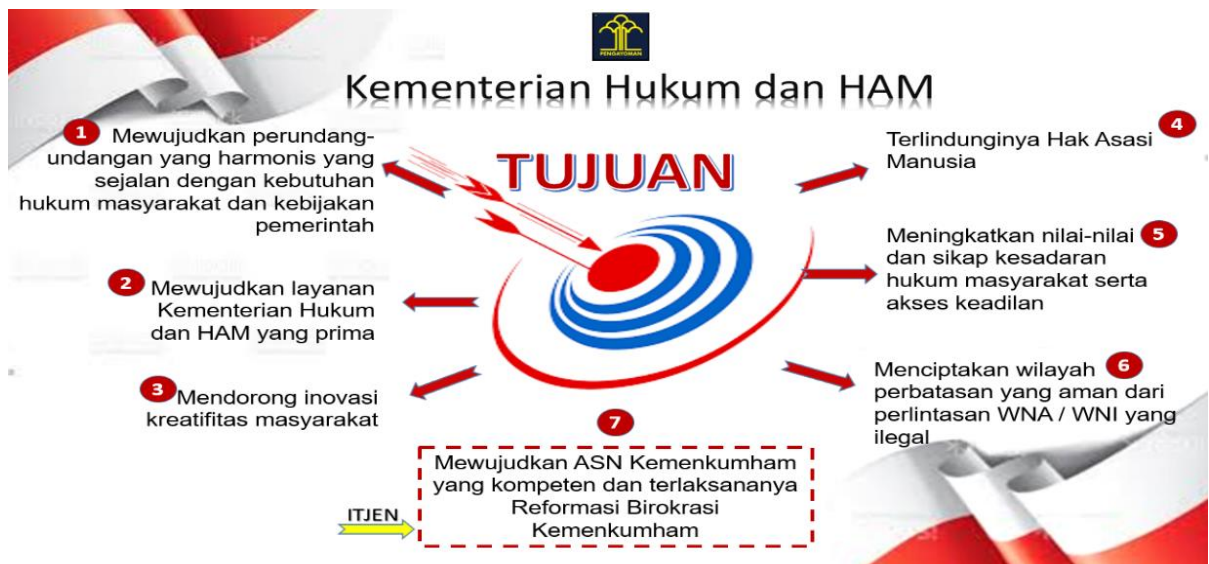 PENGAYOMAN
Kementerian Hukum dan HAM
TUJUAN
1
Mewujudkan perundang-
undangan yang harmonis yang
sejalan dengan kebutuhan
hukum masyarakat dan kebijakan
pemerintah
2
Mewujudkan layanan
Kementerian Hukum
dan HAM yang prima
3
Mendorong inovasi
kreatifitas masyarakat
4
Terlindunginya Hak Asasi
Manusia
5
Meningkatkan nilai-nilai
dan sikap kesadaran
hukum masyarakat serta
akses keadilan
6
Menciptakan wilayah
perbatasan yang aman dari
perlintasan WNA / WNI yang
ilegal
7
Mewujudkan ASN Kemenkumham
yang kompeten dan terlaksananya
Reformasi Birokrasi
Kemenkumham
ITJEN